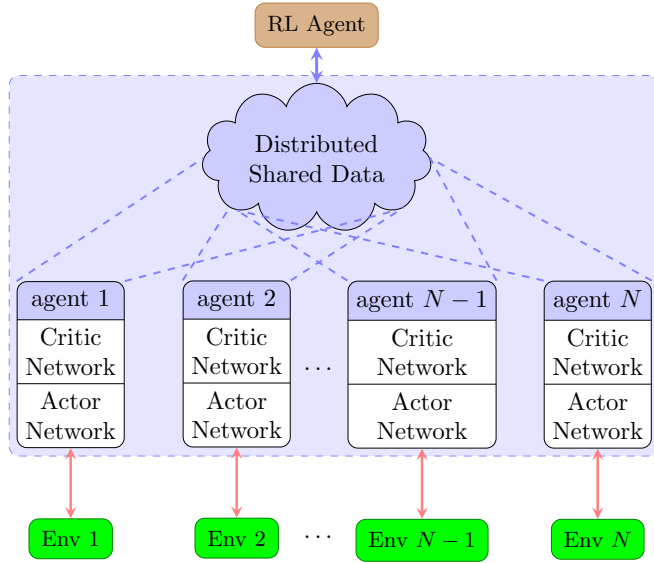 RL Agent
Distributed
Shared Data
agent 1
Critic
Network
Actor
Network
agent 2
Critic
Network
Actor
Network
...
agent N − 1
Critic
Network
Actor
Network
agent N
Critic
Network
Actor
Network
Env 1
Env 2
...
Env N − 1
Env N